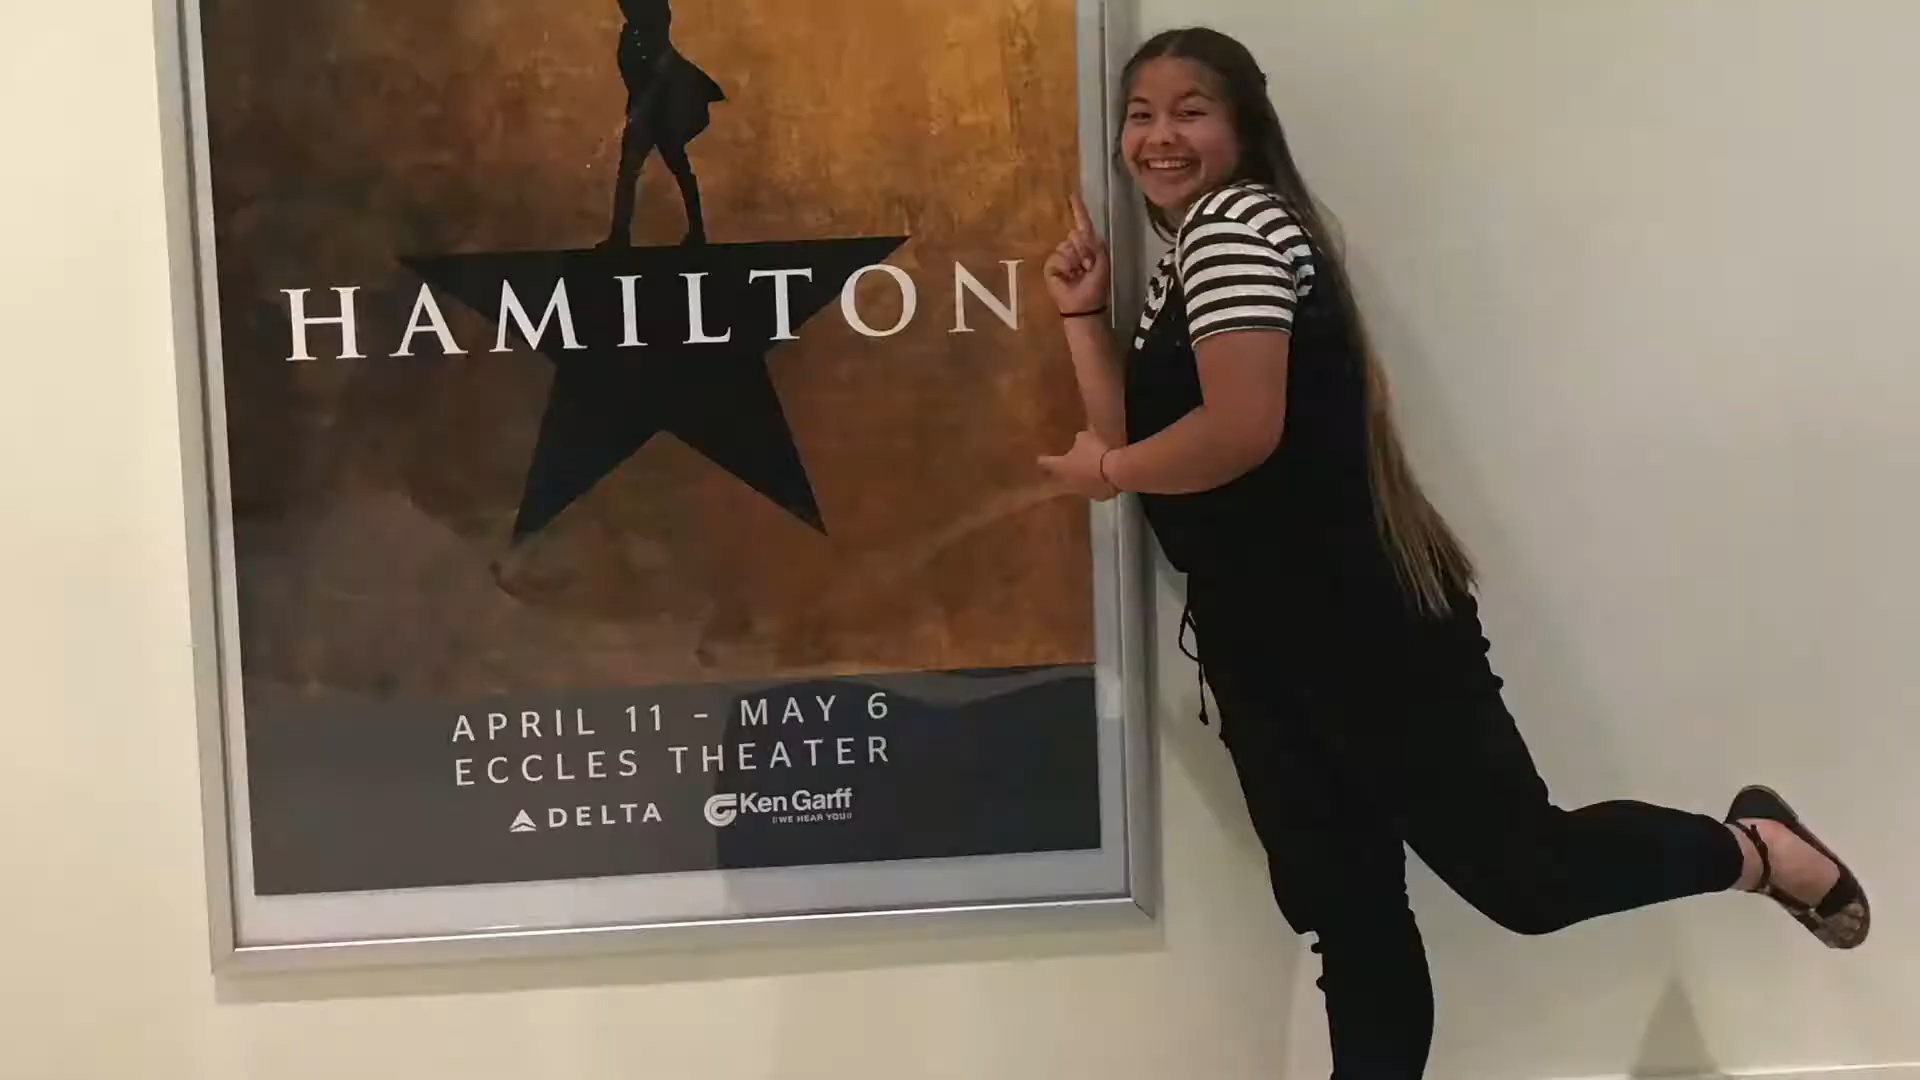 HAMILTON
APRIL 11 - MAY 6
ECCLES THEATER
DELTA
Ken Garff
WE HEAR YOU